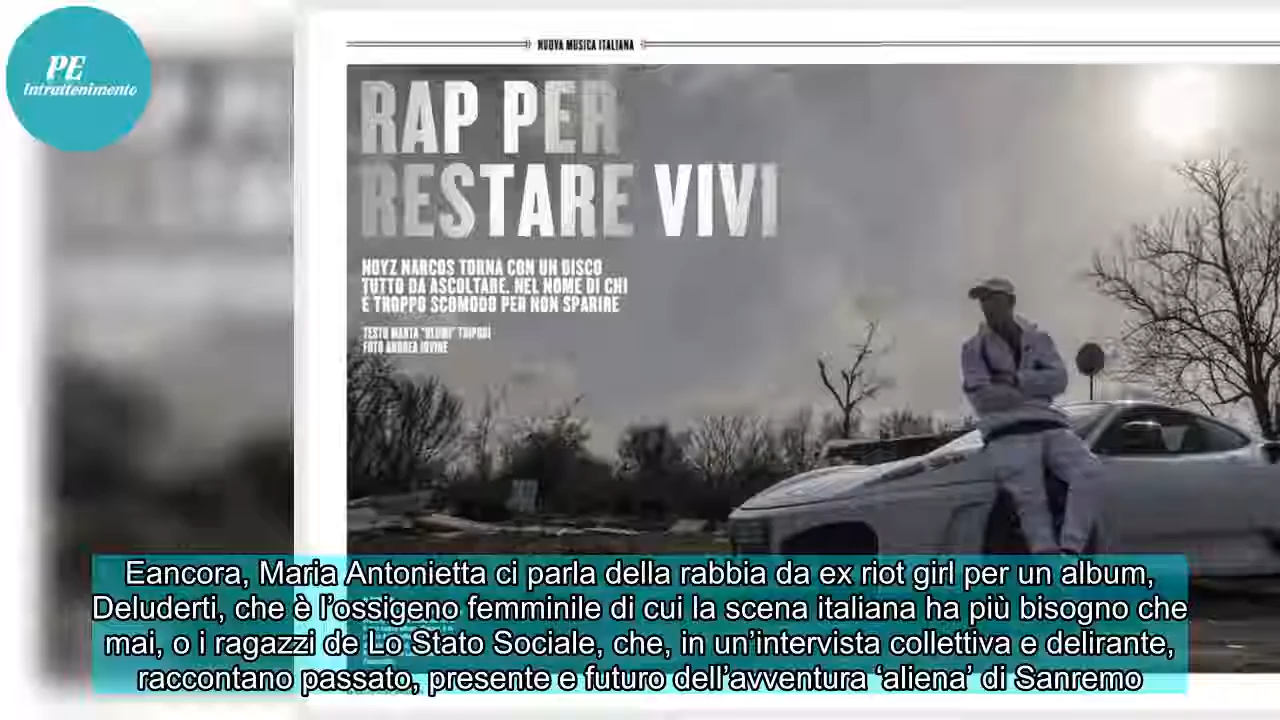 PE
Intrattenimento
NUOVA MUSICA ITALIANA
RAP PER
RESTARE VIVI
NOYZ NARCOS TORNA CON UN DISCO
TUTTO DA ASCOLTARE. NEL NOME DI CHI
È TROPPO SCOMODO PER NON SPARIRE
TESTO MARTA "BLUMI" TRIPODI
FOTO ANDREA IOVINE
Eancora, Maria Antonietta ci parla della rabbia da ex riot girl per un album,
Deluderti, che è l'ossigeno femminile di cui la scena italiana ha più bisogno che
mai, o i ragazzi de Lo Stato Sociale, che, in un'intervista collettiva e delirante,
raccontano passato, presente e futuro dell'avventura 'aliena' di Sanremo